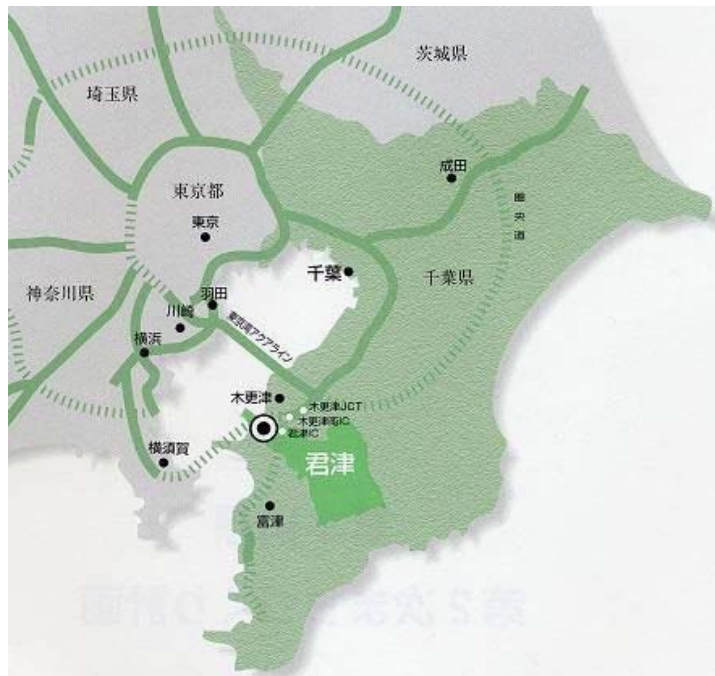 茨城県
埼玉県
成田
東京都
圏央道
東京
千葉
千葉県
神奈川県
羽田
川崎
東京湾アクアライン
横浜
木更津
木更津JCT
木更津南IC
君津IC
横須賀
君津
富津